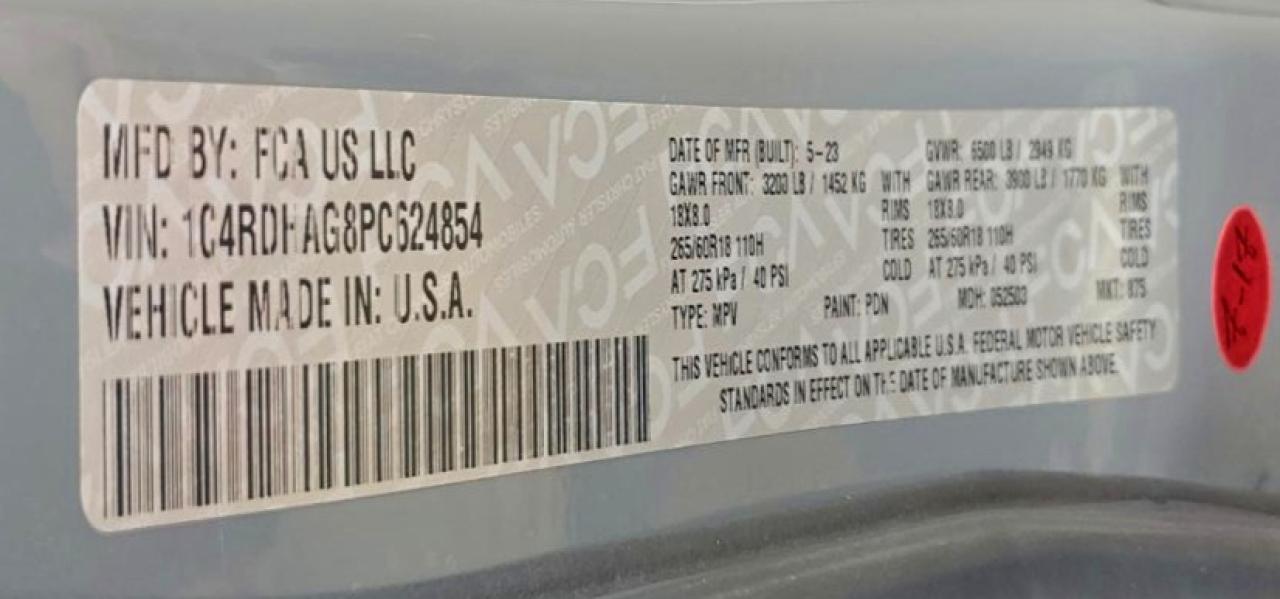 MFD BY: FCA US LLC
VIN: 1C4RDHAG8PC624854
VEHICLE MADE IN: U.S.A.
DATE OF MFR (BUILT): 5-23 GVWR: 6500 LB / 2949 KG
GAWR FRONT: 3200 LB / 1452 KG WITH GAWR REAR: 3900 LB / 1770 KG WITH
18X8.0 RIMS 18X8.0 RIMS
265/60R18 110H TIRES 265/60R18 110H TIRES
AT 275 kPa / 40 PSI COLD AT 275 kPa / 40 PSI COLD
TYPE: MPV PAINT: PDN MDH: 052503 MKT: 875
THIS VEHICLE CONFORMS TO ALL APPLICABLE U.S.A. FEDERAL MOTOR VEHICLE SAFETY
STANDARDS IN EFFECT ON THE DATE OF MANUFACTURE SHOWN ABOVE.